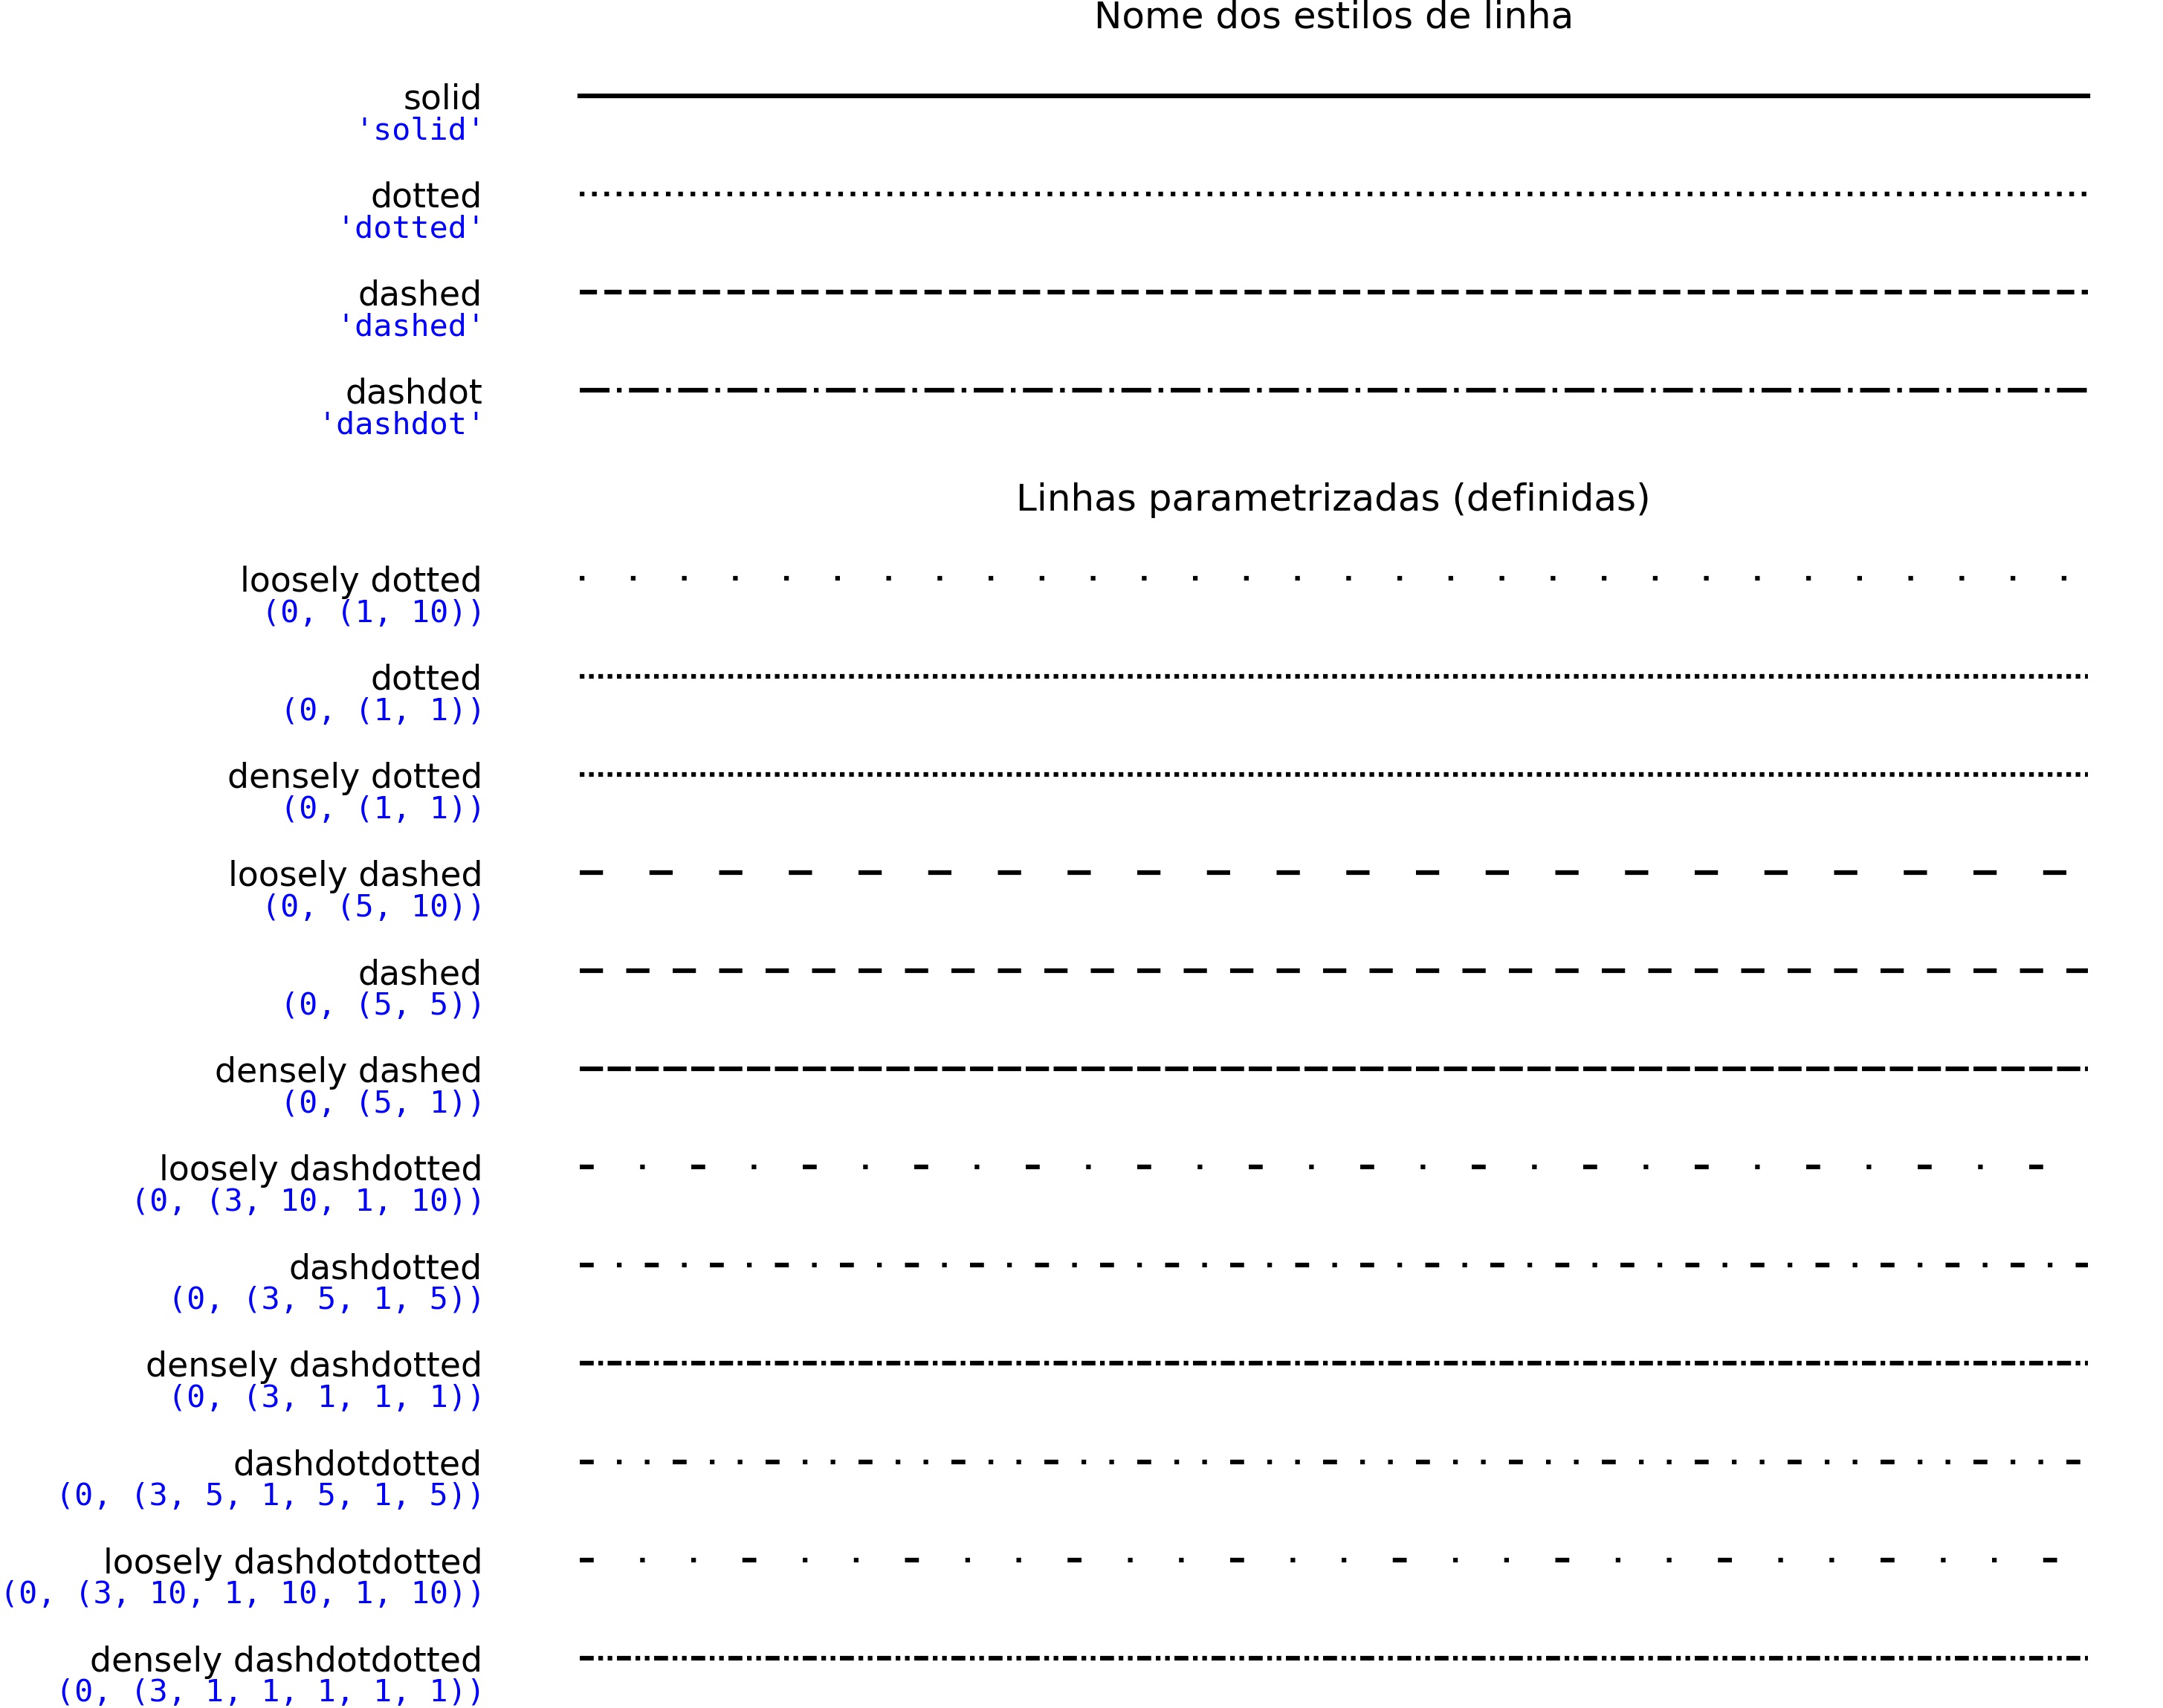 Nome dos estilos de linha
solid
'solid'
dotted
'dotted'
dashed
'dashed'
dashdot
'dashdot'
Linhas parametrizadas (definidas)
loosely dotted
(0, (1, 10))
dotted
(0, (1, 1))
densely dotted
(0, (1, 1))
loosely dashed
(0, (5, 10))
dashed
(0, (5, 5))
densely dashed
(0, (5, 1))
loosely dashdotted
(0, (3, 10, 1, 10))
dashdotted
(0, (3, 5, 1, 5))
densely dashdotted
(0, (3, 1, 1, 1))
dashdotdotted
(0, (3, 5, 1, 5, 1, 5))
loosely dashdotdotted
(0, (3, 10, 1, 10, 1, 10))
densely dashdotdotted
(0, (3, 1, 1, 1, 1, 1))